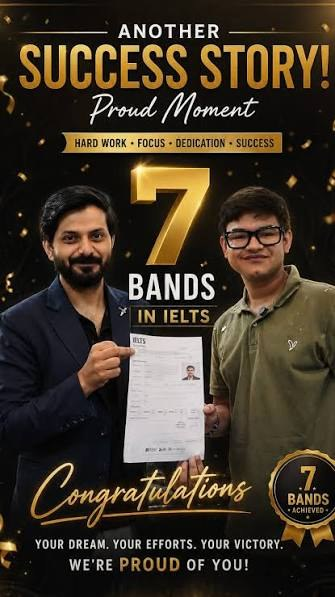 ANOTHER
SUCCESS STORY!
Proud Moment
HARD WORK • FOCUS • DEDICATION • SUCCESS
7
BANDS
IN IELTS
IELTS
Congratulations
7
BANDS
• ACHIEVED •
YOUR DREAM. YOUR EFFORTS. YOUR VICTORY.
WE'RE PROUD OF YOU!